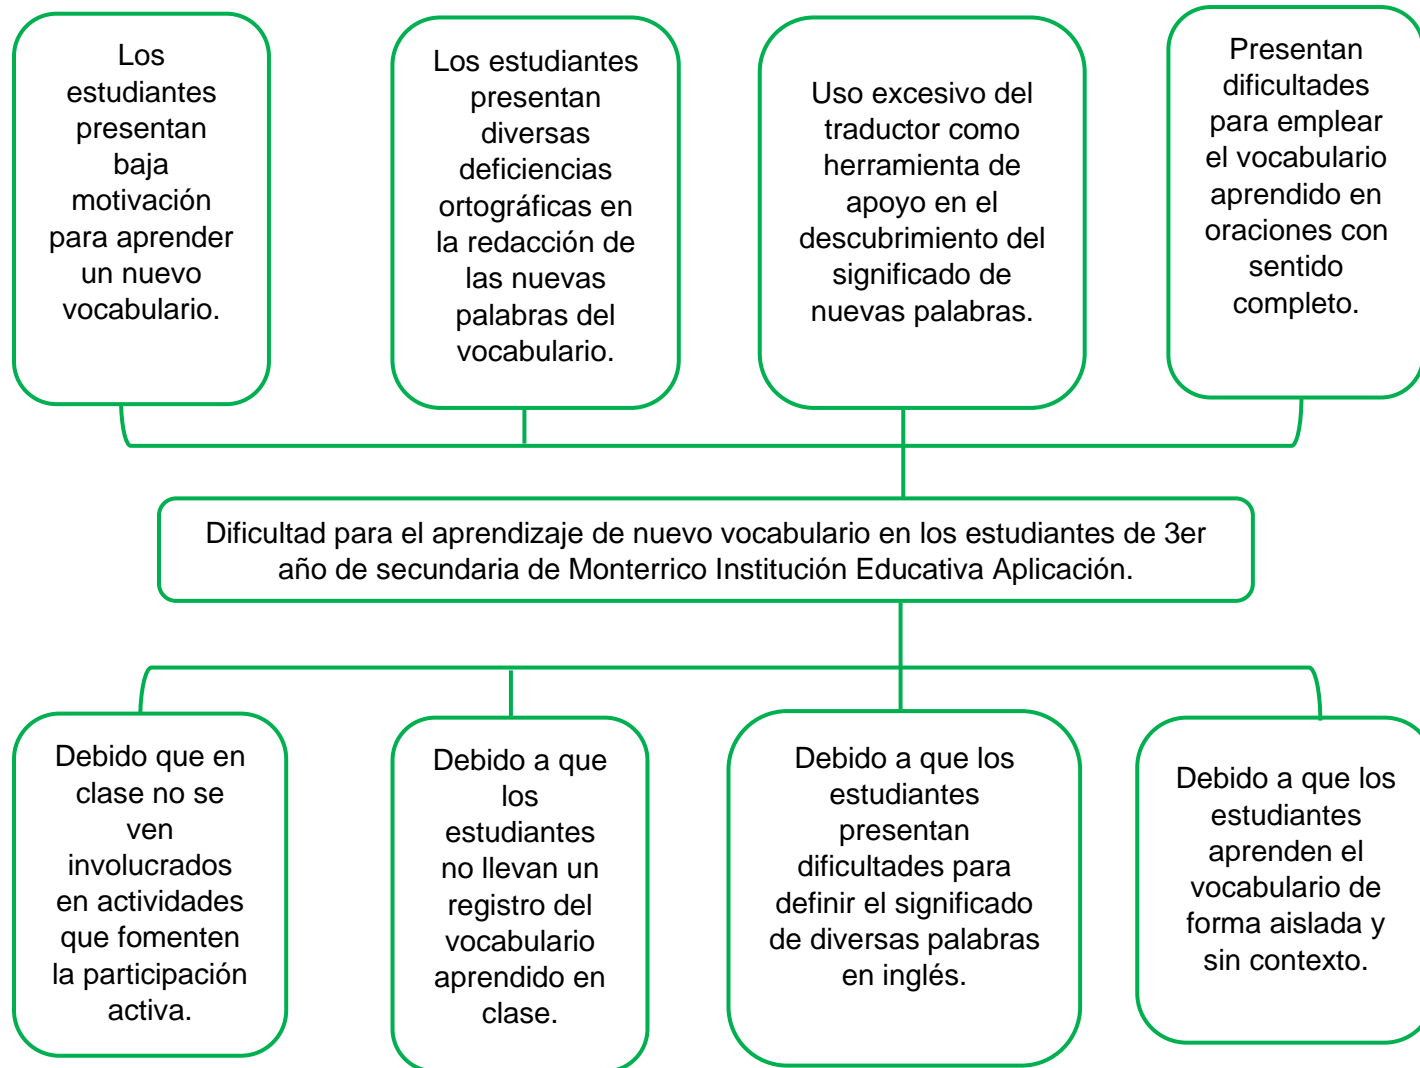 Los
estudiantes
presentan
baja
motivación
para aprender
un nuevo
vocabulario.
Los estudiantes
presentan
diversas
deficiencias
ortográficas en
la redacción de
las nuevas
palabras del
vocabulario.
Uso excesivo del
traductor como
herramienta de
apoyo en el
descubrimiento del
significado de
nuevas palabras.
Presentan
dificultades
para emplear
el vocabulario
aprendido en
oraciones con
sentido
completo.
Dificultad para el aprendizaje de nuevo vocabulario en los estudiantes de 3er
año de secundaria de Monterrico Institución Educativa Aplicación.
Debido que en
clase no se
ven
involucrados
en actividades
que fomenten
la participación
activa.
Debido a que
los
estudiantes
no llevan un
registro del
vocabulario
aprendido en
clase.
Debido a que los
estudiantes
presentan
dificultades para
definir el significado
de diversas palabras
en inglés.
Debido a que los
estudiantes
aprenden el
vocabulario de
forma aislada y
sin contexto.